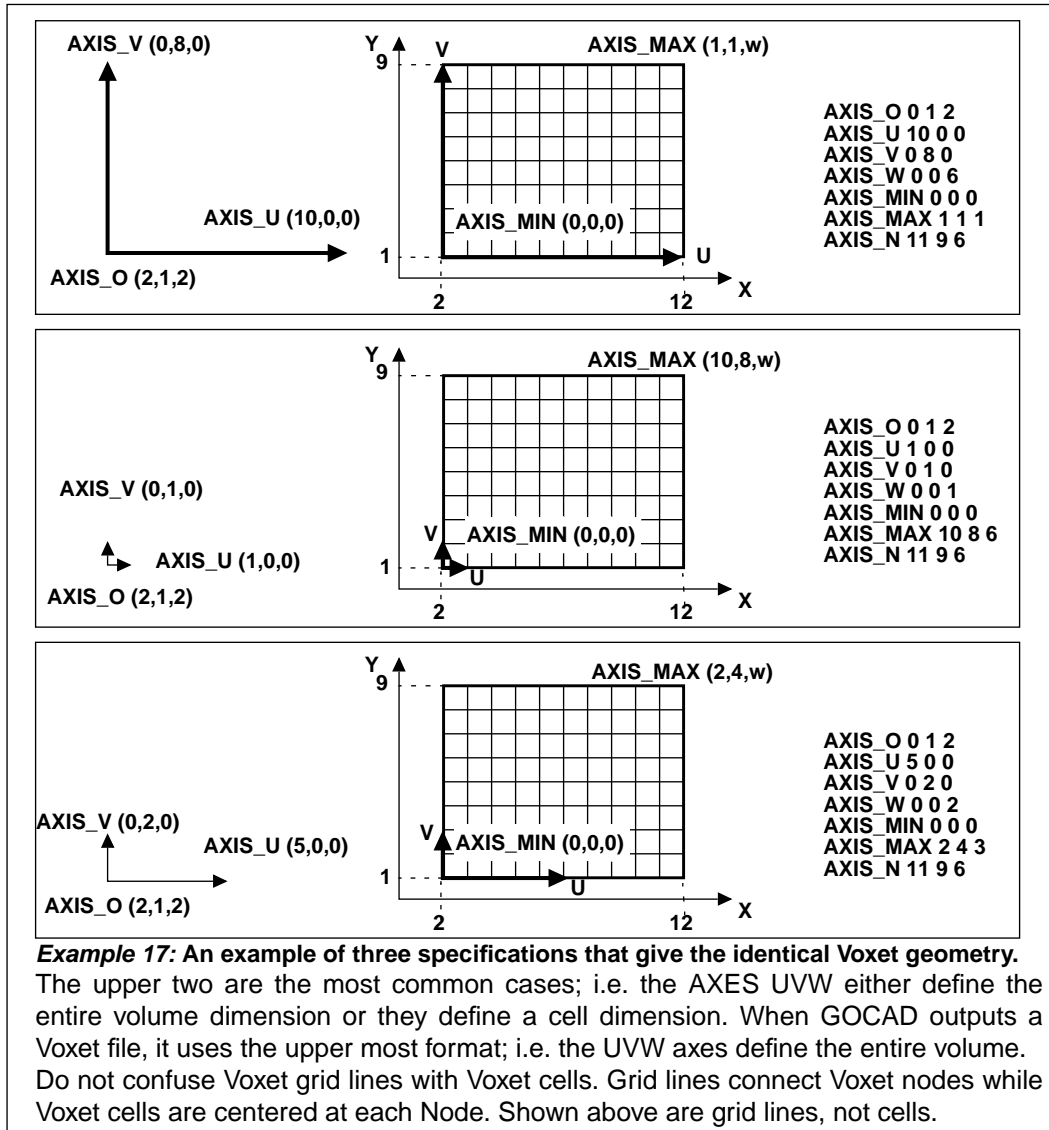 AXIS_V (0,8,0)
AXIS_U (10,0,0)
AXIS_O (2,1,2)
Y
V
AXIS_MAX (1,1,w)
9
AXIS_MIN (0,0,0)
1
U
X
2
12
AXIS_O 0 1 2
AXIS_U 10 0 0
AXIS_V 0 8 0
AXIS_W 0 0 6
AXIS_MIN 0 0 0
AXIS_MAX 1 1 1
AXIS_N 11 9 6
AXIS_V (0,1,0)
AXIS_U (1,0,0)
AXIS_O (2,1,2)
Y
AXIS_MAX (10,8,w)
9
V
AXIS_MIN (0,0,0)
1
U
X
2
12
AXIS_O 0 1 2
AXIS_U 1 0 0
AXIS_V 0 1 0
AXIS_W 0 0 1
AXIS_MIN 0 0 0
AXIS_MAX 10 8 6
AXIS_N 11 9 6
AXIS_V (0,2,0)
AXIS_U (5,0,0)
AXIS_O (2,1,2)
Y
AXIS_MAX (2,4,w)
9
V
AXIS_MIN (0,0,0)
1
U
X
2
12
AXIS_O 0 1 2
AXIS_U 5 0 0
AXIS_V 0 2 0
AXIS_W 0 0 2
AXIS_MIN 0 0 0
AXIS_MAX 2 4 3
AXIS_N 11 9 6
Example 17: An example of three specifications that give the identical Voxet geometry.
The upper two are the most common cases; i.e. the AXES UVW either define the
entire volume dimension or they define a cell dimension. When GOCAD outputs a
Voxet file, it uses the upper most format; i.e. the UVW axes define the entire volume.
Do not confuse Voxet grid lines with Voxet cells. Grid lines connect Voxet nodes while
Voxet cells are centered at each Node. Shown above are grid lines, not cells.